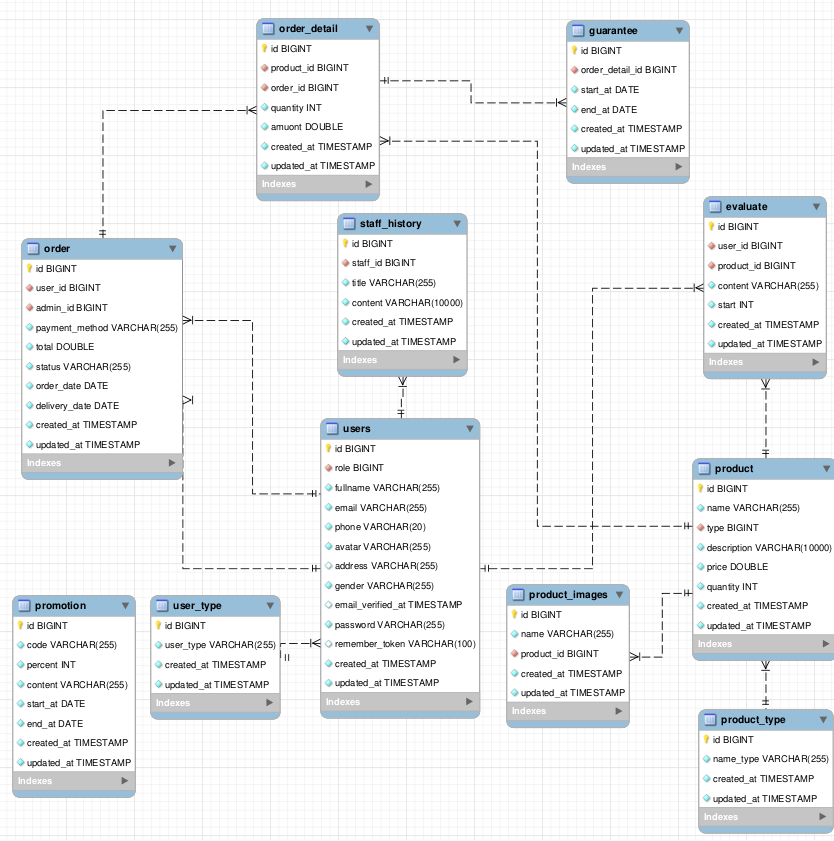 order_detail
id BIGINT
product_id BIGINT
order_id BIGINT
quantity INT
amuont DOUBLE
created_at TIMESTAMP
updated_at TIMESTAMP
Indexes
guarantee
id BIGINT
order_detail_id BIGINT
start_at DATE
end_at DATE
created_at TIMESTAMP
updated_at TIMESTAMP
Indexes
order
id BIGINT
user_id BIGINT
admin_id BIGINT
payment_method VARCHAR(255)
total DOUBLE
status VARCHAR(255)
order_date DATE
delivery_date DATE
created_at TIMESTAMP
updated_at TIMESTAMP
Indexes
staff_history
id BIGINT
staff_id BIGINT
title VARCHAR(255)
content VARCHAR(10000)
created_at TIMESTAMP
updated_at TIMESTAMP
Indexes
evaluate
id BIGINT
user_id BIGINT
product_id BIGINT
content VARCHAR(255)
start INT
created_at TIMESTAMP
updated_at TIMESTAMP
Indexes
users
id BIGINT
role BIGINT
fullname VARCHAR(255)
email VARCHAR(255)
phone VARCHAR(20)
avatar VARCHAR(255)
address VARCHAR(255)
gender VARCHAR(255)
email_verified_at TIMESTAMP
password VARCHAR(255)
remember_token VARCHAR(100)
created_at TIMESTAMP
updated_at TIMESTAMP
Indexes
product
id BIGINT
name VARCHAR(255)
type BIGINT
description VARCHAR(10000)
price DOUBLE
quantity INT
created_at TIMESTAMP
updated_at TIMESTAMP
Indexes
promotion
id BIGINT
code VARCHAR(255)
percent INT
content VARCHAR(255)
start_at DATE
end_at DATE
created_at TIMESTAMP
updated_at TIMESTAMP
Indexes
user_type
id BIGINT
user_type VARCHAR(255)
created_at TIMESTAMP
updated_at TIMESTAMP
Indexes
product_images
id BIGINT
name VARCHAR(255)
product_id BIGINT
created_at TIMESTAMP
updated_at TIMESTAMP
Indexes
product_type
id BIGINT
name_type VARCHAR(255)
created_at TIMESTAMP
updated_at TIMESTAMP
Indexes